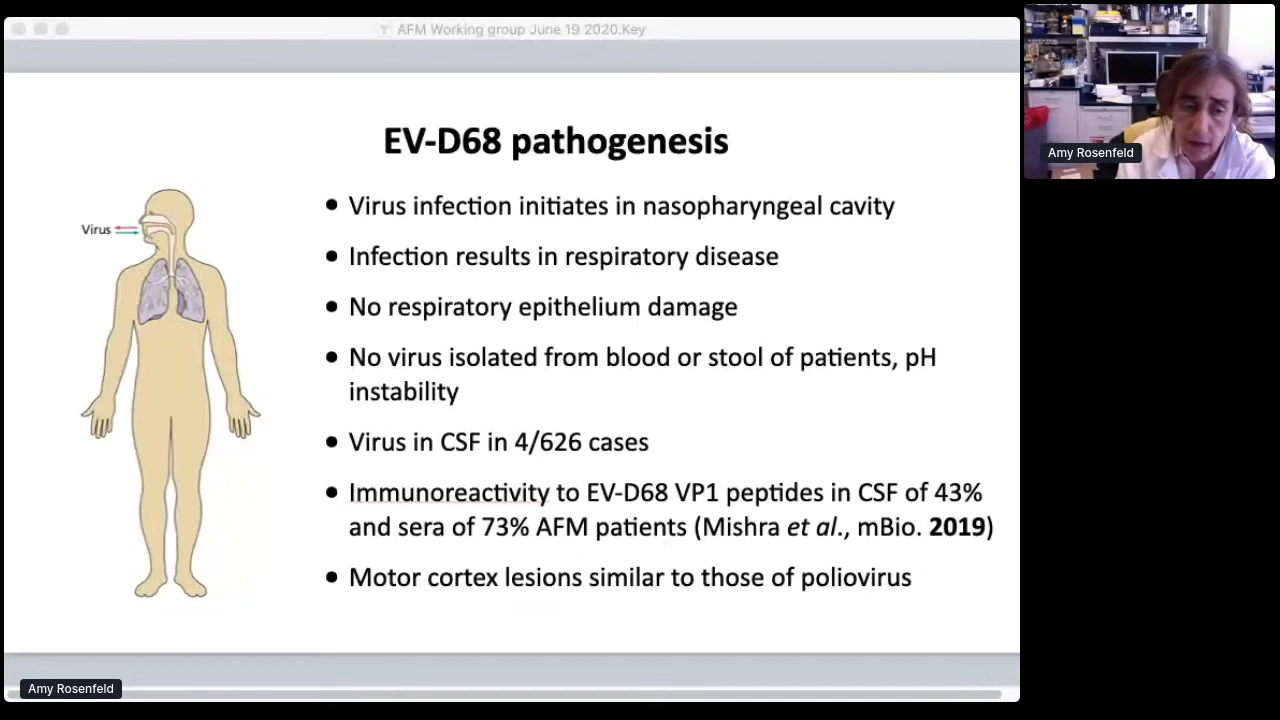 AFM Working group June 19 2020.Key
EV-D68 pathogenesis
Virus
• Virus infection initiates in nasopharyngeal cavity
• Infection results in respiratory disease
• No respiratory epithelium damage
• No virus isolated from blood or stool of patients, pH
instability
• Virus in CSF in 4/626 cases
• Immunoreactivity to EV-D68 VP1 peptides in CSF of 43%
and sera of 73% AFM patients (Mishra et al., mBio. 2019)
• Motor cortex lesions similar to those of poliovirus
Amy Rosenfeld
Amy Rosenfeld